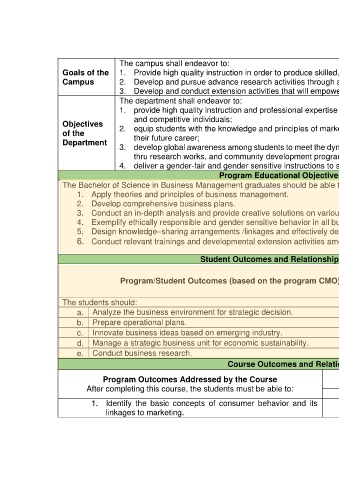 The campus shall endeavor to:
Goals of the Campus
1. Provide high quality instruction in order to produce skilled,
2. Develop and pursue advance research activities through
3. Develop and conduct extension activities that will empowe
Objectives of the Department
The department shall endeavor to:
1. provide high quality instruction and professional expertise
and competitive individuals;
2. equip students with the knowledge and principles of marke
their future career;
3. develop global awareness among students to meet the dyn
thru research works, and community development progra
4. deliver a gender-fair and gender sensitive instructions to s
Program Educational Objective
The Bachelor of Science in Business Management graduates should be able t
1. Apply theories and principles of business management.
2. Develop comprehensive business plans.
3. Conduct an in-depth analysis and provide creative solutions on variou
4. Exemplify ethically responsible and gender sensitive behavior in all bu
5. Design knowledge–sharing arrangements /linkages and effectively de
6. Conduct relevant trainings and developmental extension activities am
Student Outcomes and Relationship
Program/Student Outcomes (based on the program CMO)
The students should:
a. Analyze the business environment for strategic decision.
b. Prepare operational plans.
c. Innovate business ideas based on emerging industry.
d. Manage a strategic business unit for economic sustainability.
e. Conduct business research.
Course Outcomes and Relati
Program Outcomes Addressed by the Course
After completing this course, the students must be able to:
1. Identify the basic concepts of consumer behavior and its
linkages to marketing.